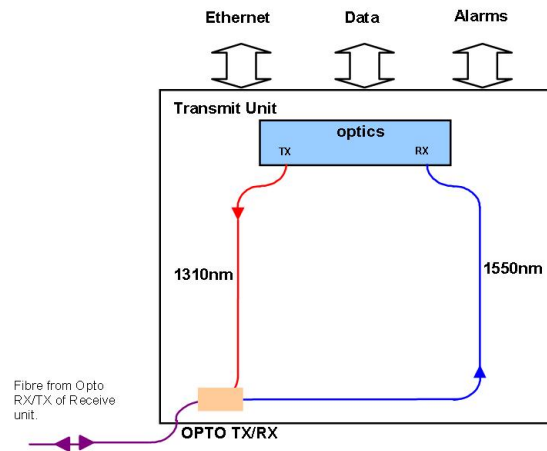 Ethernet Data Alarms
Transmit Unit
optics
TX RX
1310nm 1550nm
Fibre from Opto
RX/TX of Receive
unit.
OPTO TX/RX